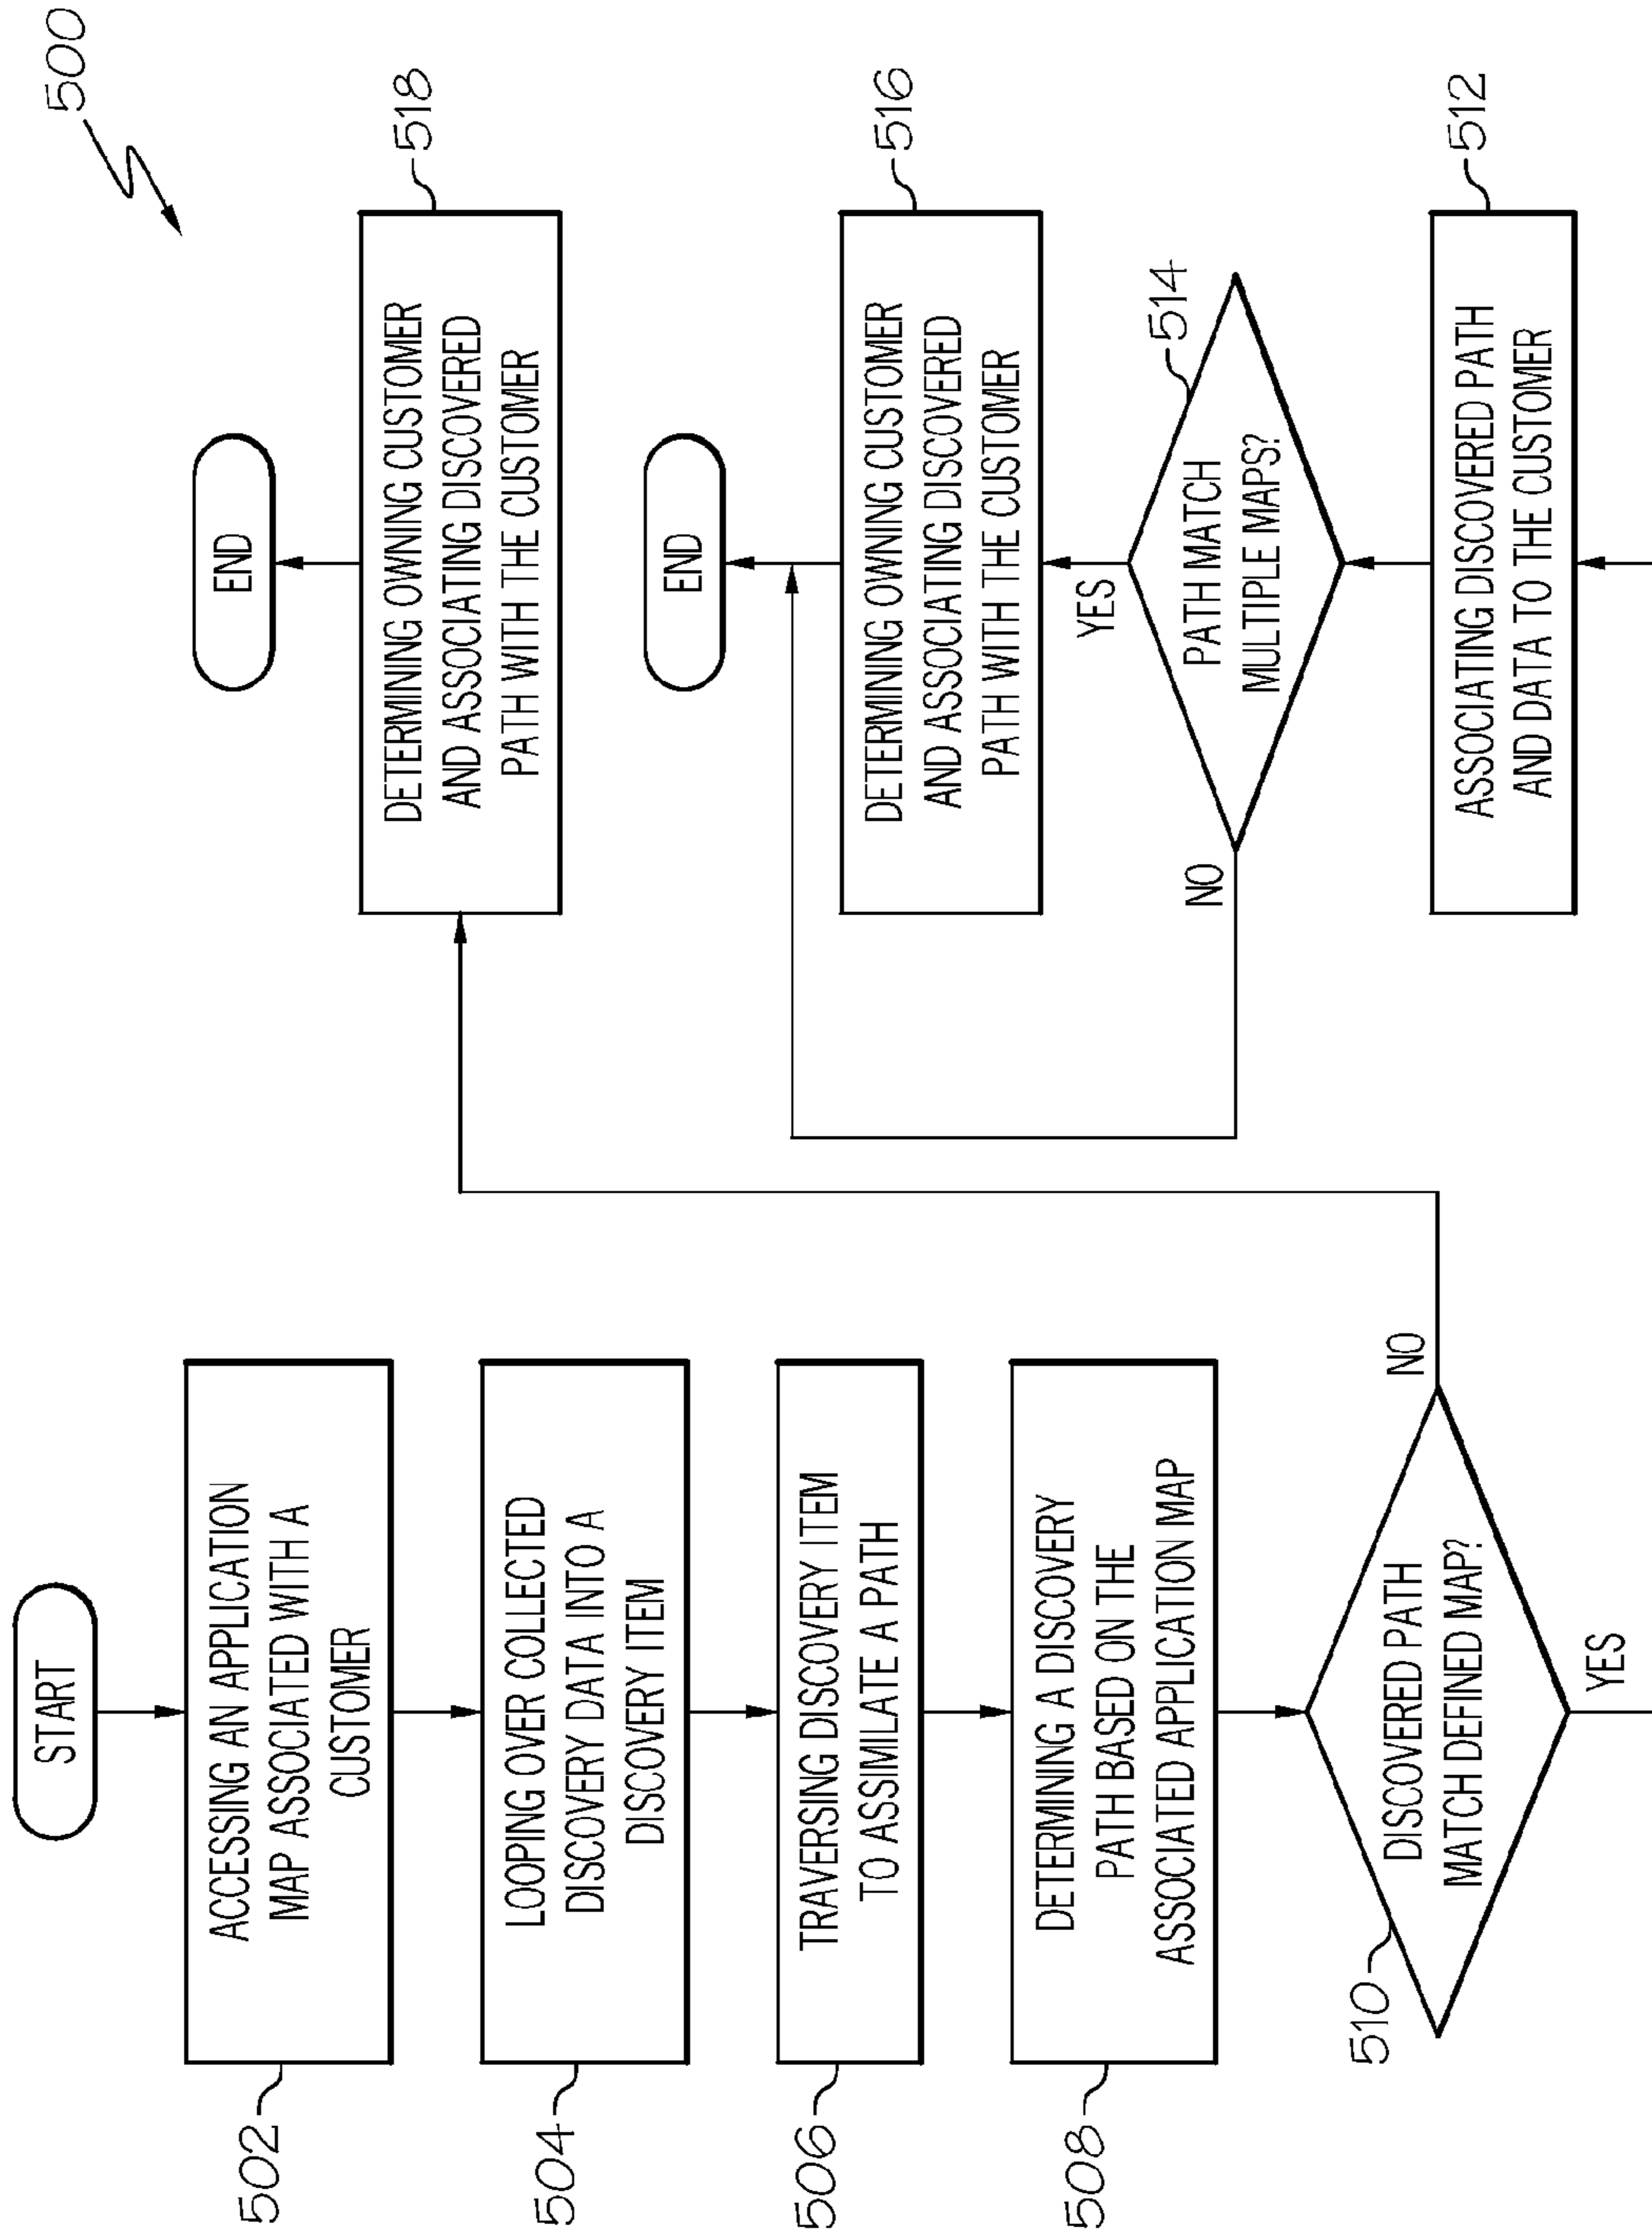 500
START
ACCESSING AN APPLICATION
MAP ASSOCIATED WITH A
CUSTOMER
502
LOOPING OVER COLLECTED
DISCOVERY DATA INTO A
DISCOVERY ITEM
504
TRAVERSING DISCOVERY ITEM
TO ASSIMILATE A PATH
506
DETERMINING A DISCOVERY
PATH BASED ON THE
ASSOCIATED APPLICATION MAP
508
DISCOVERED PATH
MATCH DEFINED MAP?
510
NO
YES
END
DETERMINING OWNING CUSTOMER
AND ASSOCIATING DISCOVERED
PATH WITH THE CUSTOMER
518
END
DETERMINING OWNING CUSTOMER
AND ASSOCIATING DISCOVERED
PATH WITH THE CUSTOMER
516
YES
PATH MATCH
MULTIPLE MAPS?
514
NO
ASSOCIATING DISCOVERED PATH
AND DATA TO THE CUSTOMER
512